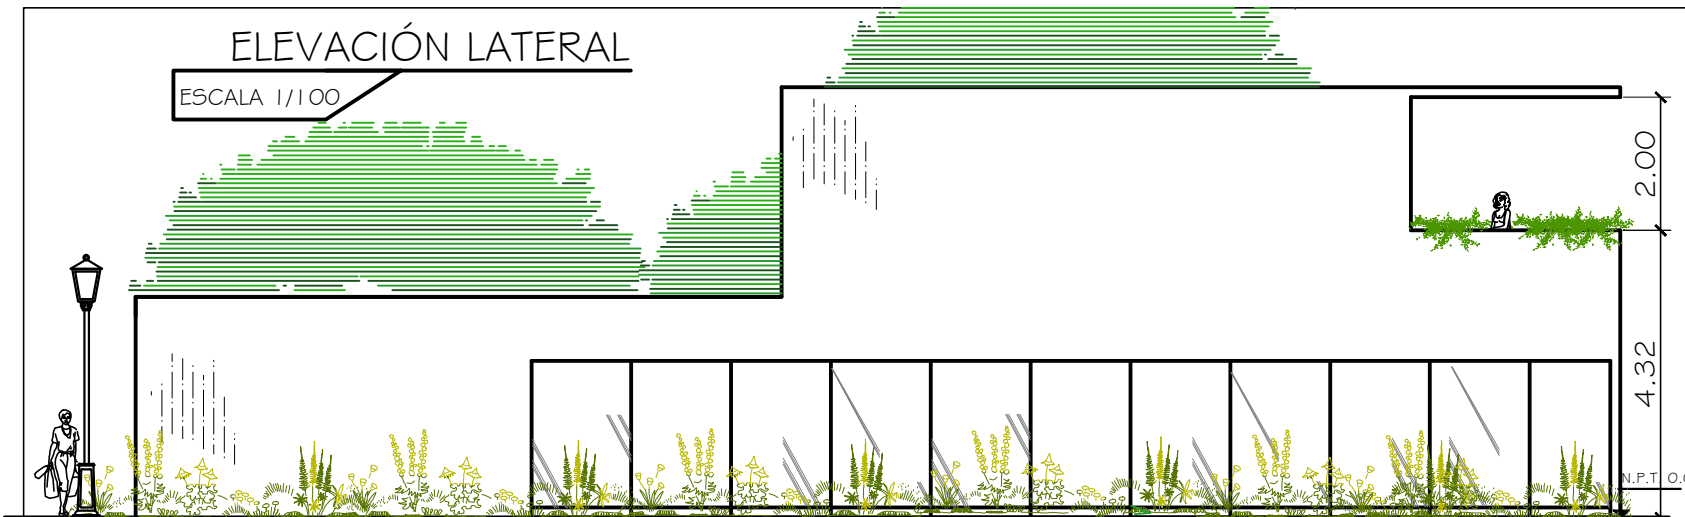 ELEVACIÓN LATERAL
ESCALA 1/100
2.00
4.32
N.P.T.